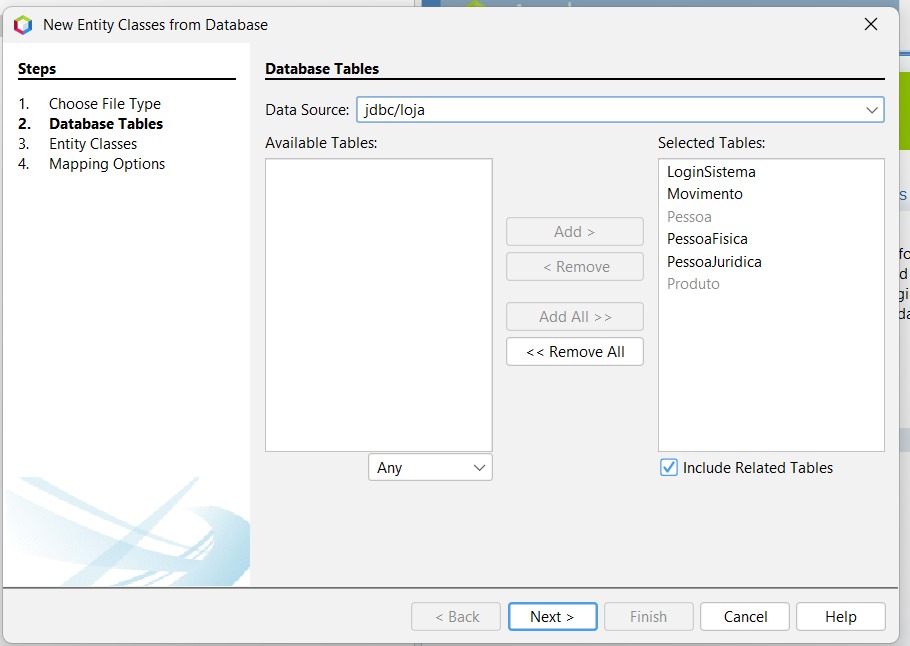 New Entity Classes from Database
Steps
1. Choose File Type
2. Database Tables
3. Entity Classes
4. Mapping Options
Database Tables
Data Source: jdbc/loja
Available Tables:
Selected Tables:
LoginSistema
Movimento
Pessoa
PessoaFisica
PessoaJuridica
Produto
Add >
< Remove
Add All >>
<< Remove All
Any
Include Related Tables
< Back
Next >
Finish
Cancel
Help